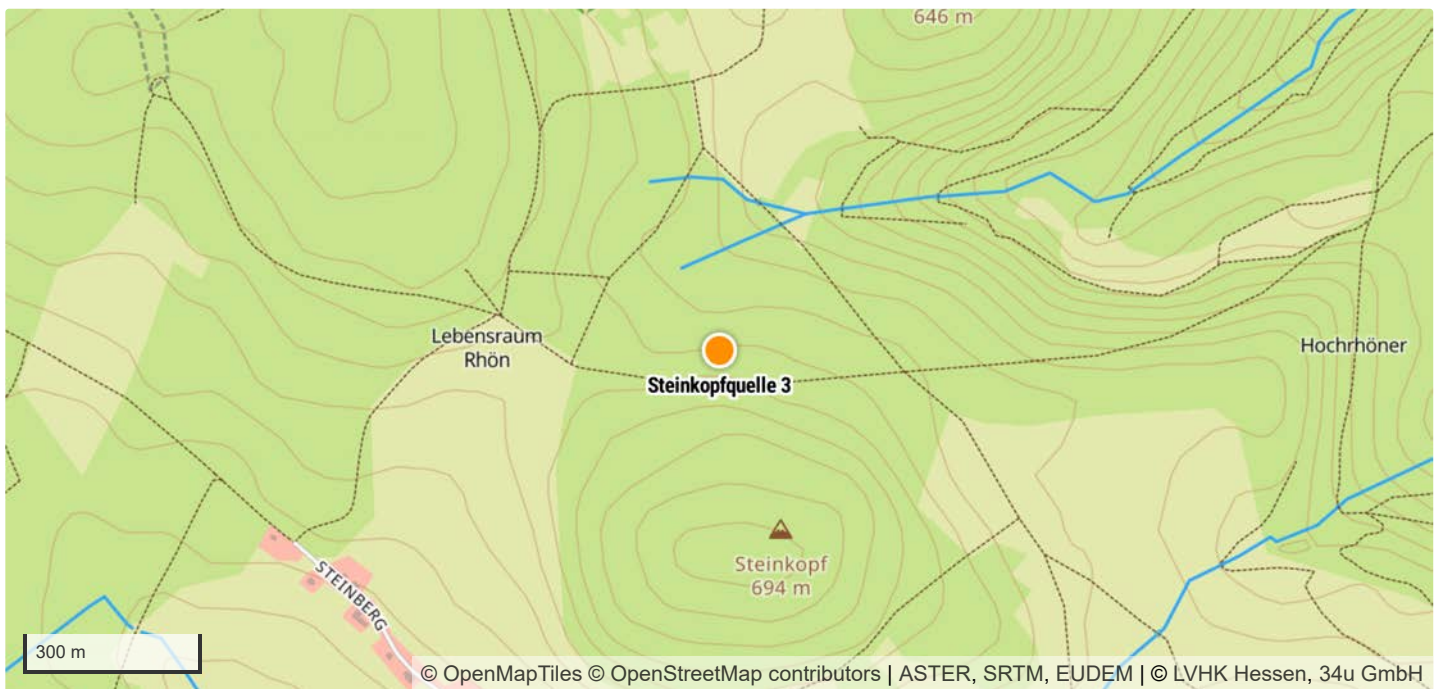 646 m
Lebensraum
Rhön
Hochrhöner
Steinkopfquelle 3
Steinkopf
694 m
STEINBERG
300 m
© OpenMapTiles © OpenStreetMap contributors | ASTER, SRTM, EUDEM | © LVHK Hessen, 34u GmbH